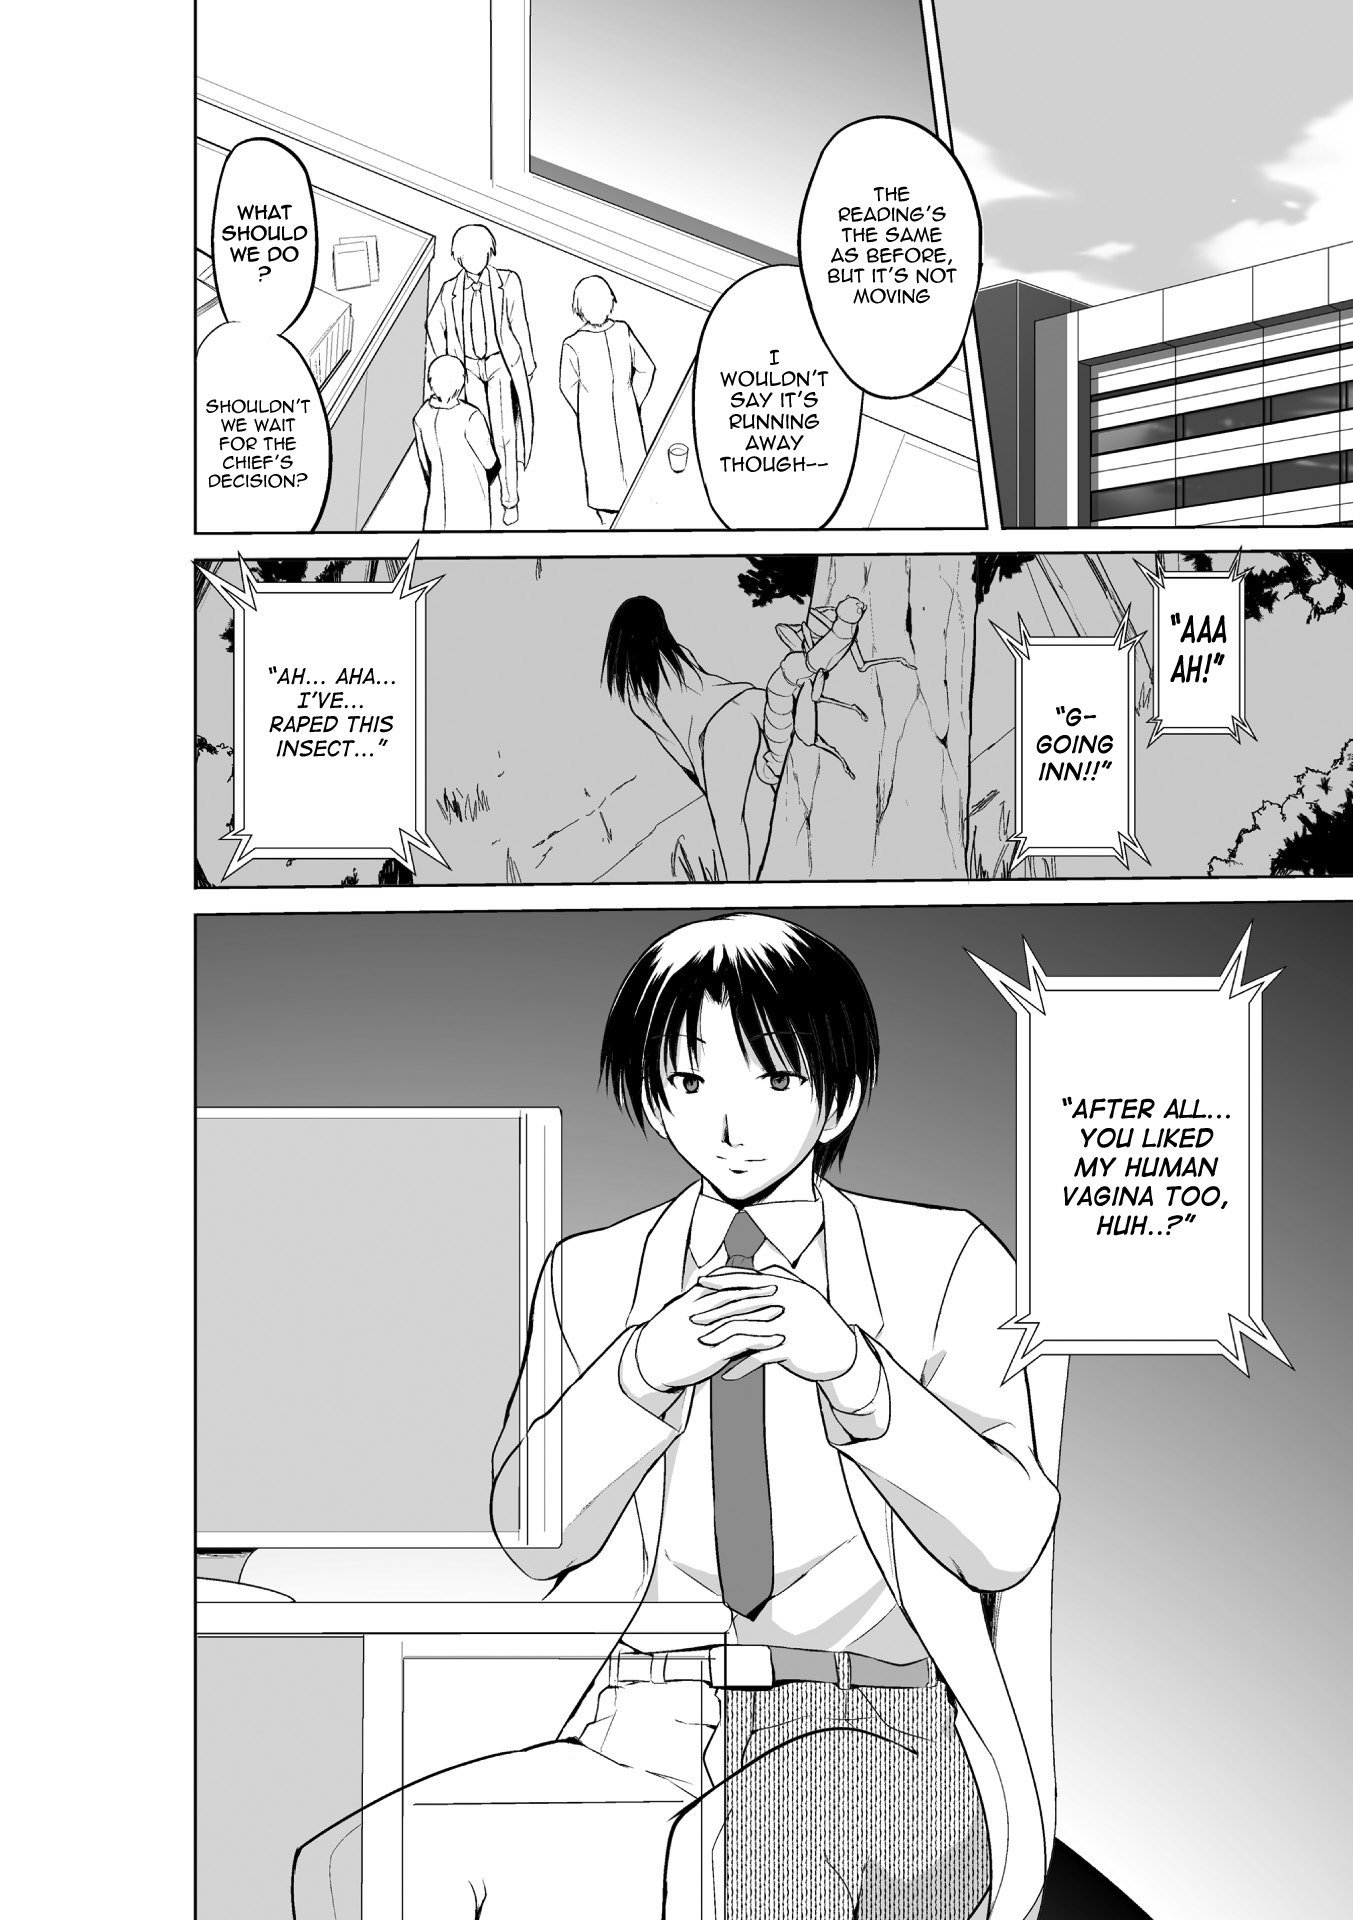 THE
READING'S
THE SAME
AS BEFORE,
BUT IT'S NOT
MOVING
I
WOULDN'T
SAY IT'S
RUNNING
AWAY
THOUGH--
WHAT
SHOULD
WE DO
?
SHOULDN'T
WE WAIT
FOR THE
CHIEF'S
DECISION?
"AAA
AH!"
"G-
GOING
INN!!"
"AH... AHA...
I'VE...
RAPED THIS
INSECT..."
"AFTER ALL...
YOU LIKED
MY HUMAN
VAGINA TOO,
HUH..?"